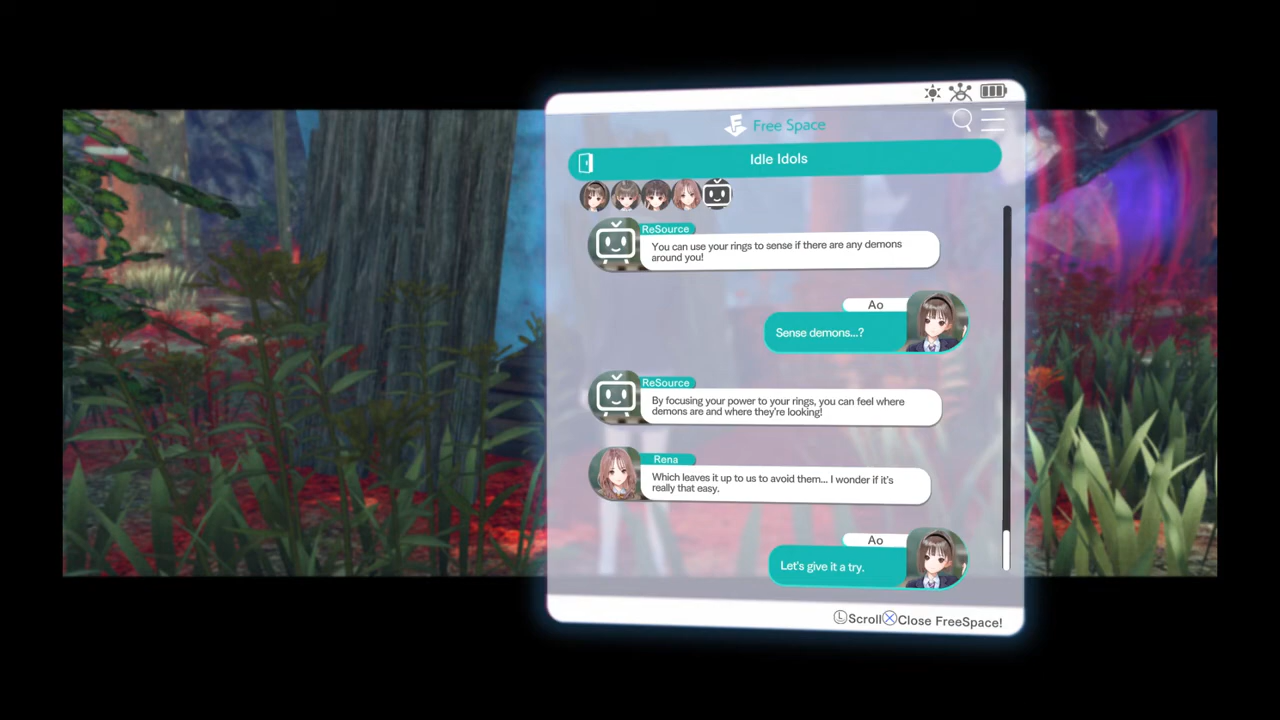 Free Space
Idle Idols
ReSource
You can use your rings to sense if there are any demons
around you!
Ao
Sense demons...?
ReSource
By focusing your power to your rings, you can feel where
demons are and where they're looking!
Rena
Which leaves it up to us to avoid them... I wonder if it's
really that easy.
Ao
Let's give it a try.
ⓁScrollⓧClose FreeSpace!